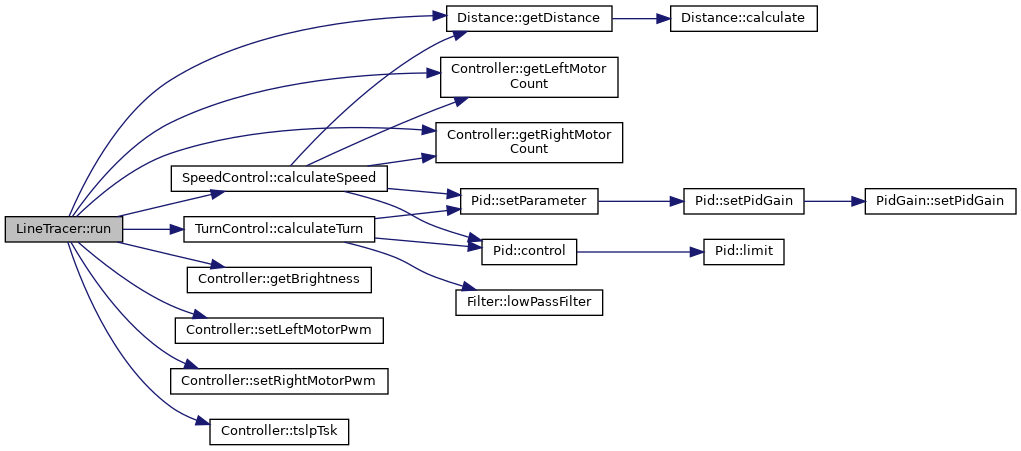 Distance::getDistance
Distance::calculate
Controller::getLeftMotor
Count
Controller::getRightMotor
Count
SpeedControl::calculateSpeed
Pid::setParameter
Pid::setPidGain
PidGain::setPidGain
LineTracer::run
TurnControl::calculateTurn
Pid::control
Pid::limit
Controller::getBrightness
Filter::lowPassFilter
Controller::setLeftMotorPwm
Controller::setRightMotorPwm
Controller::tslpTsk